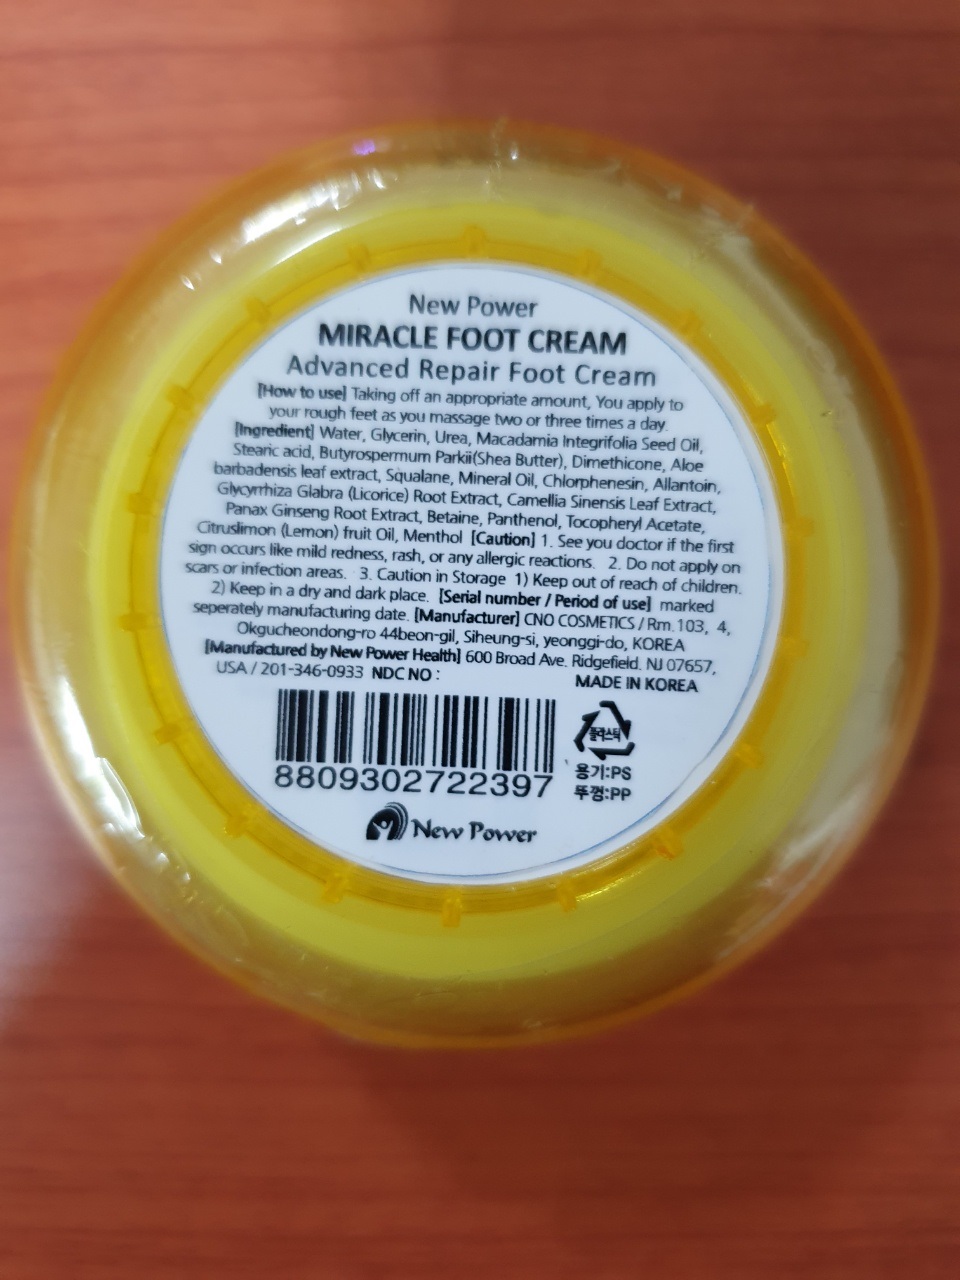 New Power
MIRACLE FOOT CREAM
Advanced Repair Foot Cream
[How to use] Taking off an appropriate amount, You apply to
your rough feet as you massage two or three times a day.
[Ingredient] Water, Glycerin, Urea, Macadamia Integrifolia Seed Oil,
Stearic acid, Butyrospermum Parkii(Shea Butter), Dimethicone, Aloe
barbadensis leaf extract, Squalane, Mineral Oil, Chlorphenesin, Allantoin,
Glycyrrhiza Glabra (Licorice) Root Extract, Camellia Sinensis Leaf Extract,
Panax Ginseng Root Extract, Betaine, Panthenol, Tocopheryl Acetate,
Citruslimon (Lemon) fruit Oil, Menthol [Caution] 1. See you doctor if the first
sign occurs like mild redness, rash, or any allergic reactions. 2. Do not apply on
scars or infection areas. 3. Caution in Storage 1) Keep out of reach of children.
2) Keep in a dry and dark place. [Serial number / Period of use] marked
seperately manufacturing date. [Manufacturer] CNO COSMETICS / Rm.103, 4,
Okgucheondong-ro 44beon-gil, Siheung-si, yeonggi-do, KOREA
[Manufactured by New Power Health] 600 Broad Ave. Ridgefield. NJ 07657,
USA / 201-346-0933 NDC NO :
MADE IN KOREA
플라스틱
용기:PS
뚜껑:PP
8809302722397
New Power